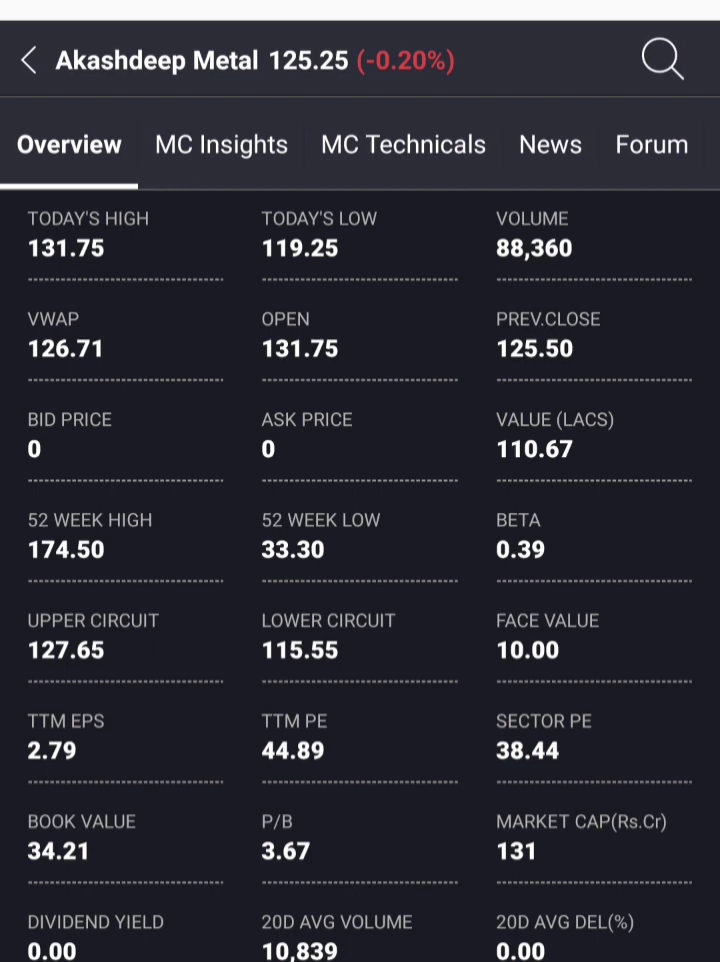 Akashdeep Metal 125.25 (-0.20%)
Overview MC Insights MC Technicals News Forum
TODAY'S HIGH TODAY'S LOW VOLUME
131.75 119.25 88,360
VWAP OPEN PREV.CLOSE
126.71 131.75 125.50
BID PRICE ASK PRICE VALUE (LACS)
0 0 110.67
52 WEEK HIGH 52 WEEK LOW BETA
174.50 33.30 0.39
UPPER CIRCUIT LOWER CIRCUIT FACE VALUE
127.65 115.55 10.00
TTM EPS TTM PE SECTOR PE
2.79 44.89 38.44
BOOK VALUE P/B MARKET CAP(Rs.Cr)
34.21 3.67 131
DIVIDEND YIELD 20D AVG VOLUME 20D AVG DEL(%)
0.00 10,839 0.00